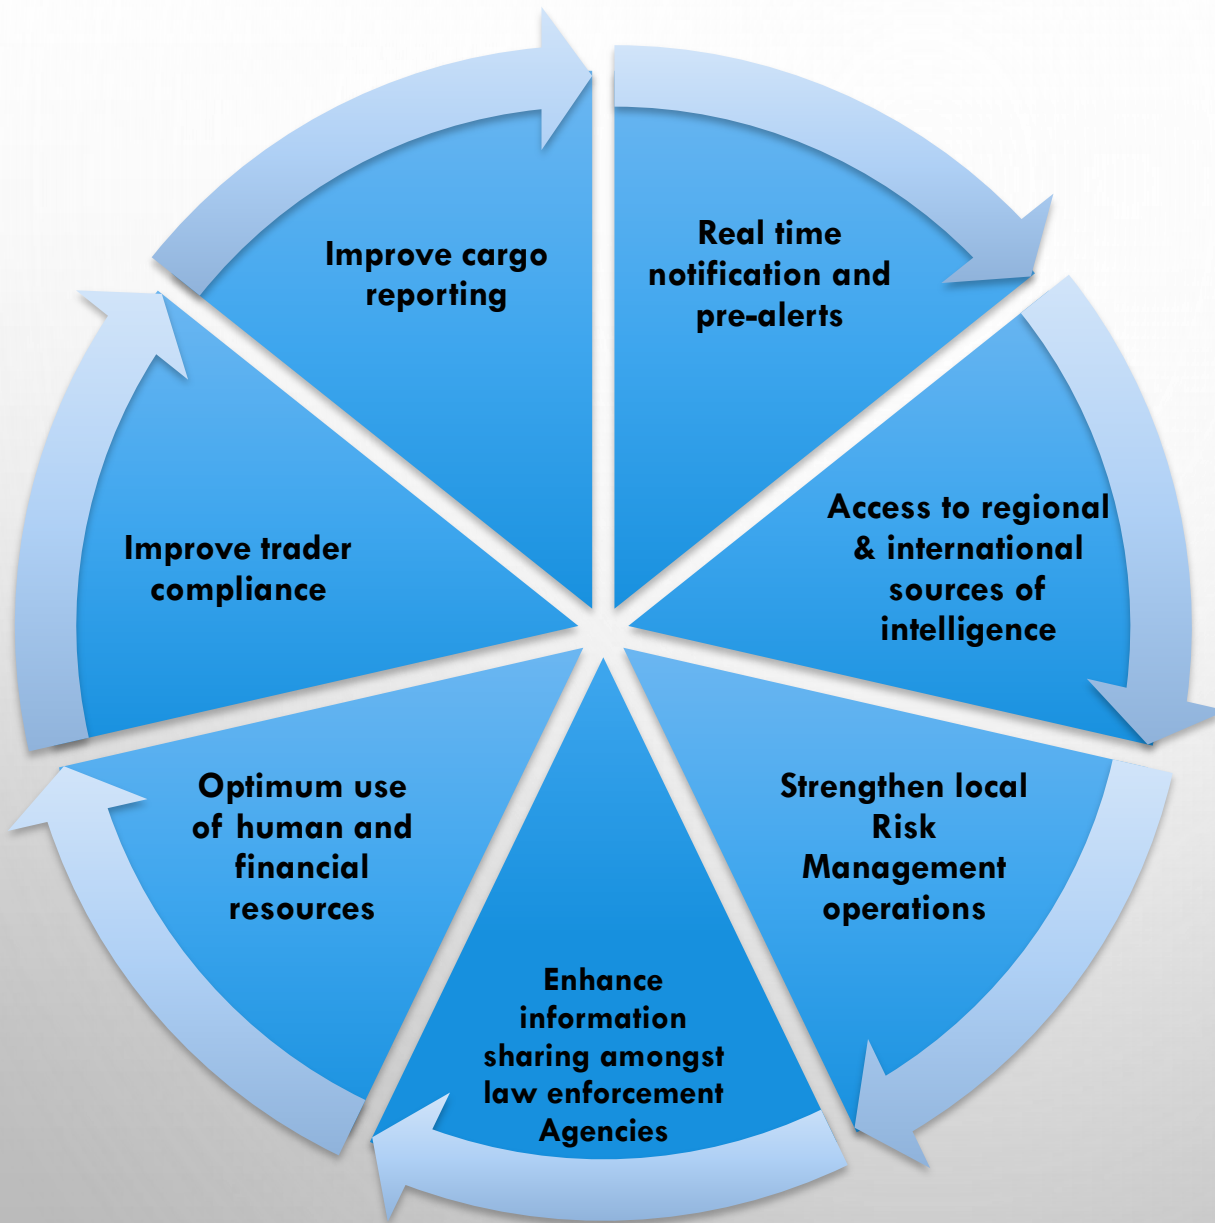 Real time
notification and
pre-alerts
Access to regional
& international
sources of
intelligence
Strengthen local
Risk
Management
operations
Enhance
information
sharing amongst
law enforcement
Agencies
Optimum use
of human and
financial
resources
Improve trader
compliance
Improve cargo
reporting